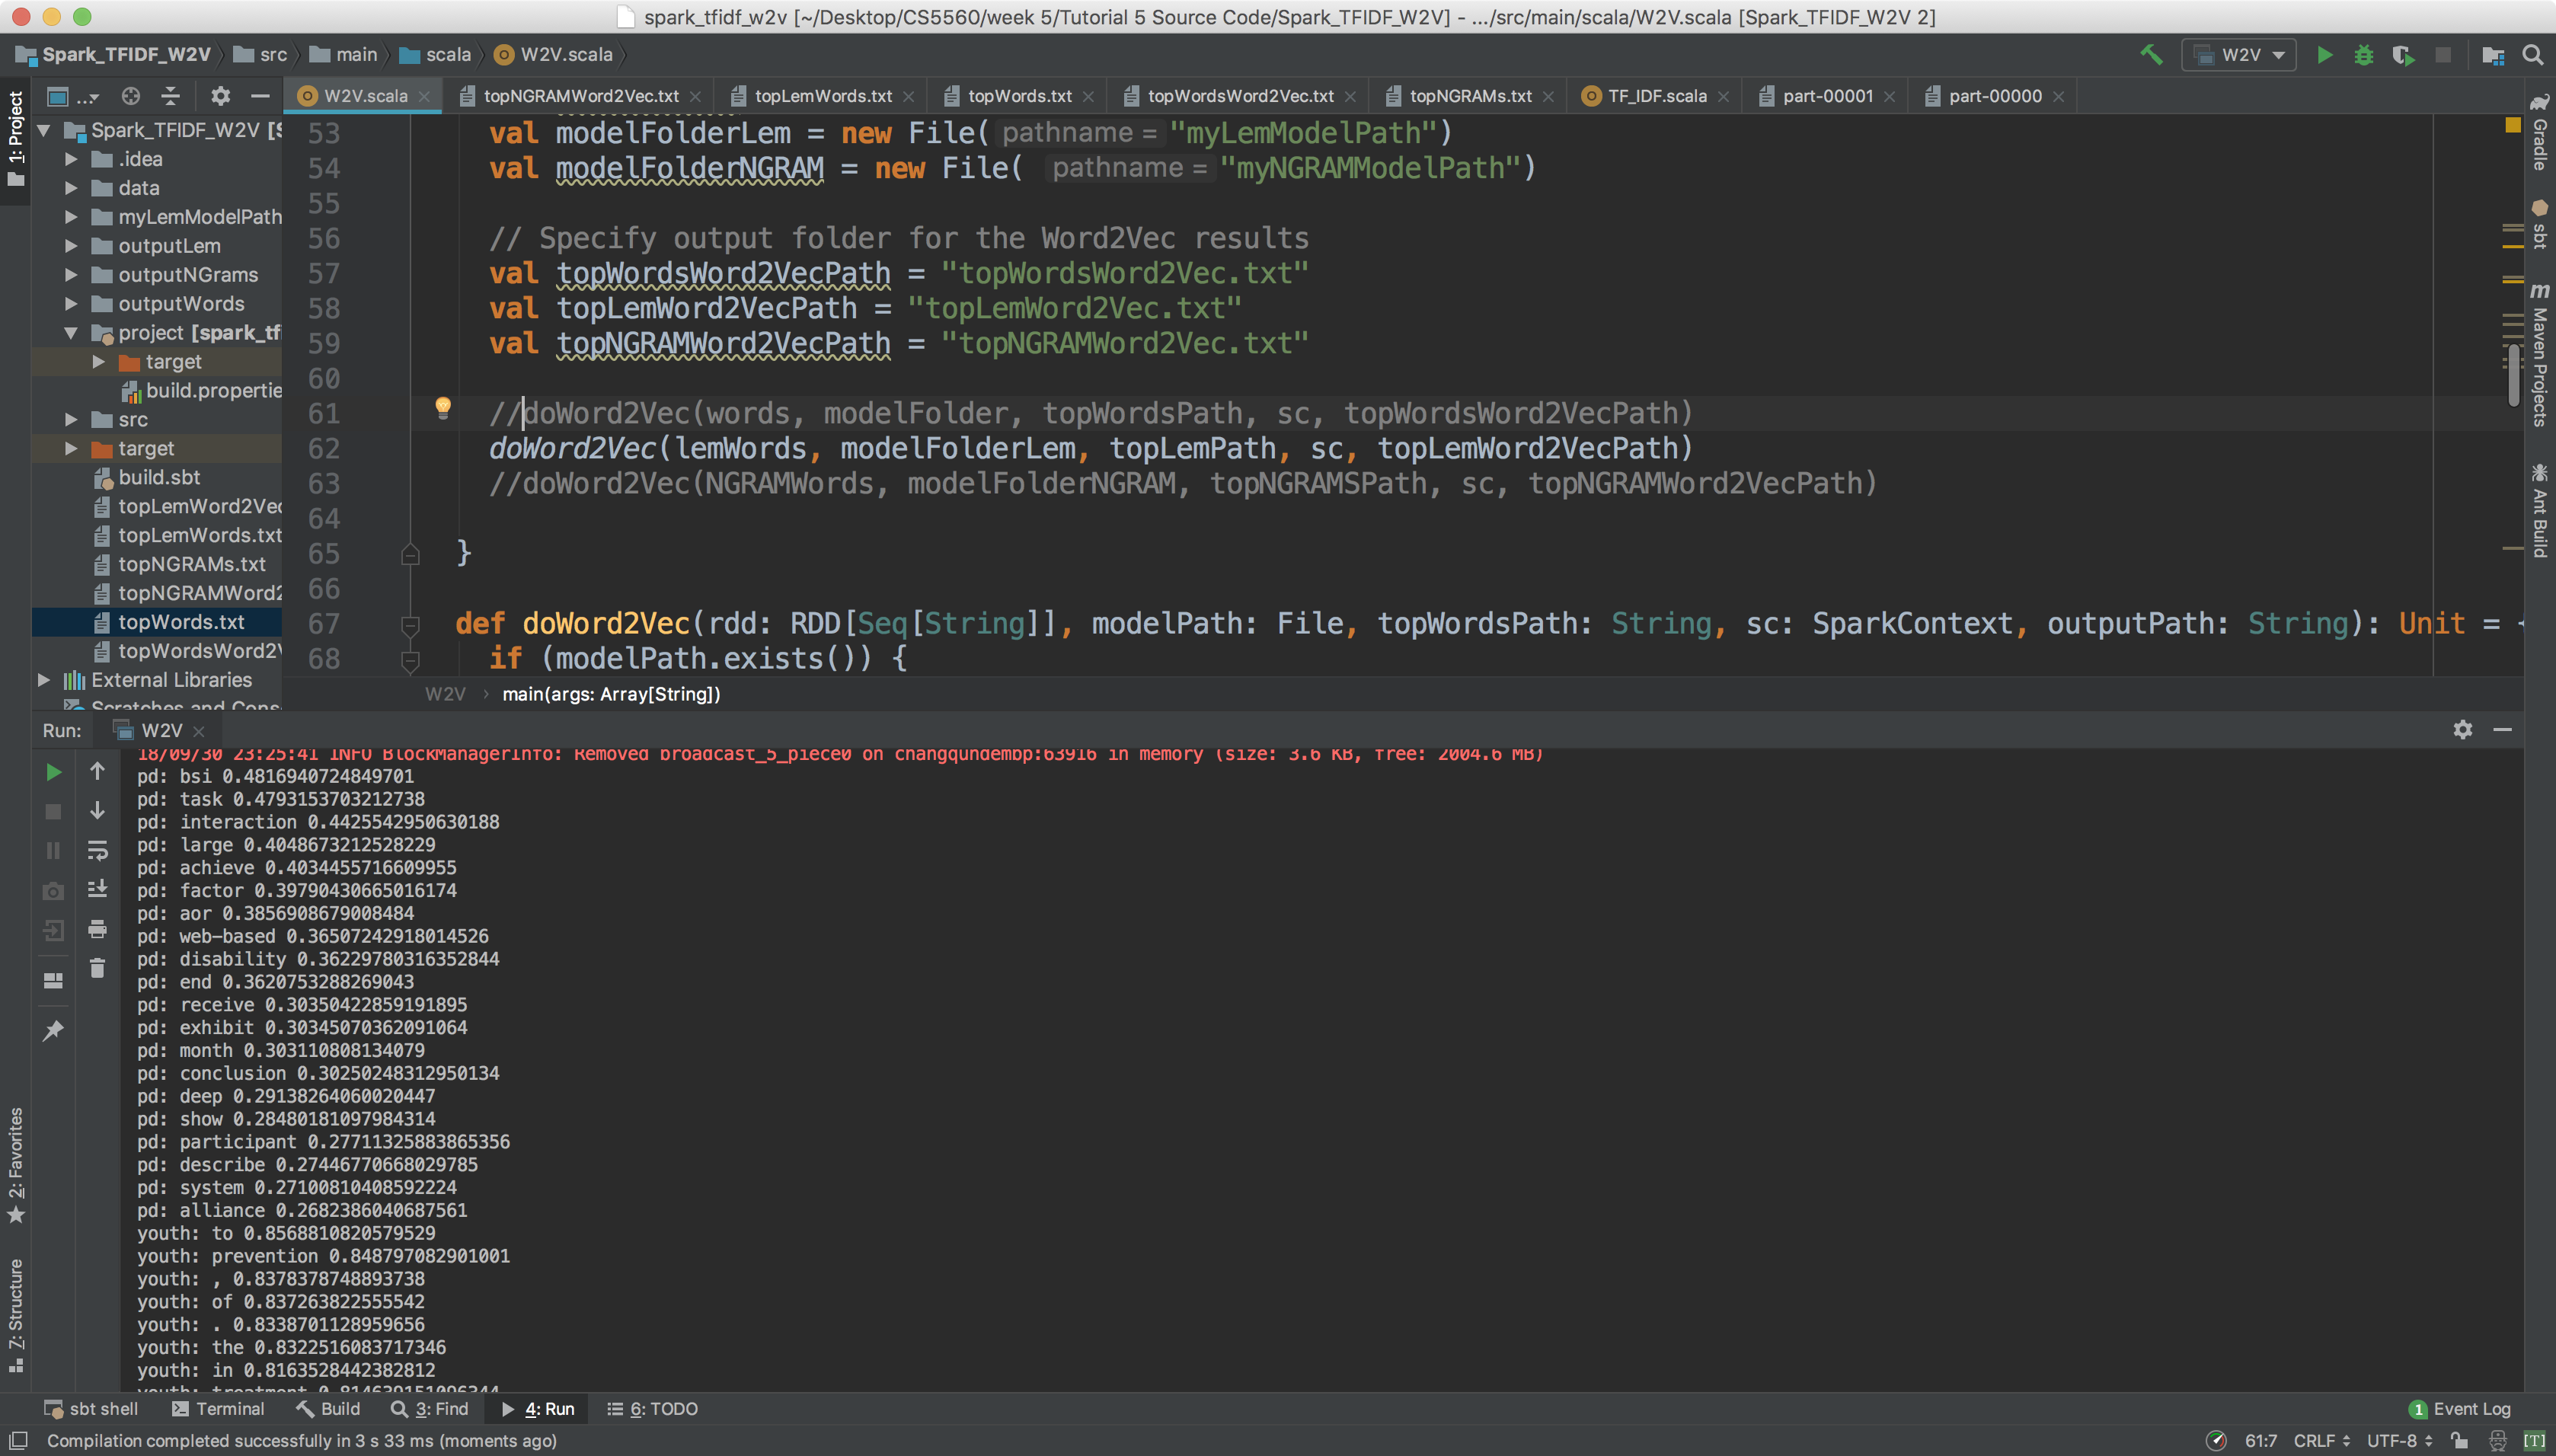 spark_tfidf_w2v [~/Desktop/CS5560/week 5/Tutorial 5 Source Code/Spark_TFIDF_W2V] - .../src/main/scala/W2V.scala [Spark_TFIDF_W2V 2]
Spark_TFIDF_W2V src main scala W2V.scala W2V
1: Project
...
W2V.scala topNGRAMWord2Vec.txt topLemWords.txt topWords.txt topWordsWord2Vec.txt topNGRAMs.txt TF_IDF.scala part-00001 part-00000
Spark_TFIDF_W2V [S
.idea
data
myLemModelPath
outputLem
outputNGrams
outputWords
project [spark_tfi
target
build.propertie
src
target
build.sbt
topLemWord2Vec
topLemWords.txt
topNGRAMs.txt
topNGRAMWord2
topWords.txt
topWordsWord2V
External Libraries
Scratches and Cons
53 val modelFolderLem = new File( pathname = "myLemModelPath")
54 val modelFolderNGRAM = new File( pathname = "myNGRAMModelPath")
55
56 // Specify output folder for the Word2Vec results
57 val topWordsWord2VecPath = "topWordsWord2Vec.txt"
58 val topLemWord2VecPath = "topLemWord2Vec.txt"
59 val topNGRAMWord2VecPath = "topNGRAMWord2Vec.txt"
60
61 //doWord2Vec(words, modelFolder, topWordsPath, sc, topWordsWord2VecPath)
62 doWord2Vec(lemWords, modelFolderLem, topLemPath, sc, topLemWord2VecPath)
63 //doWord2Vec(NGRAMWords, modelFolderNGRAM, topNGRAMSPath, sc, topNGRAMWord2VecPath)
64
65 }
66
67 def doWord2Vec(rdd: RDD[Seq[String]], modelPath: File, topWordsPath: String, sc: SparkContext, outputPath: String): Unit = {
68 if (modelPath.exists()) {
W2V main(args: Array[String])
Gradle
sbt
m Maven Projects
Ant Build
Run: W2V
18/09/30 23:25:41 INFO BlockManagerInfo: Removed broadcast_5_piece0 on changqundembp:63916 in memory (size: 3.6 KB, free: 2004.6 MB)
pd: bsi 0.4816940724849701
pd: task 0.4793153703212738
pd: interaction 0.4425542950630188
pd: large 0.4048673212528229
pd: achieve 0.4034455716609955
pd: factor 0.39790430665016174
pd: aor 0.3856908679008484
pd: web-based 0.36507242918014526
pd: disability 0.36229780316352844
pd: end 0.3620753288269043
pd: receive 0.30350422859191895
pd: exhibit 0.30345070362091064
pd: month 0.303110808134079
pd: conclusion 0.30250248312950134
pd: deep 0.29138264060020447
pd: show 0.28480181097984314
pd: participant 0.27711325883865356
pd: describe 0.27446770668029785
pd: system 0.27100810408592224
pd: alliance 0.2682386040687561
youth: to 0.8568810820579529
youth: prevention 0.848797082901001
youth: , 0.8378378748893738
youth: of 0.837263822555542
youth: . 0.8338701128959656
youth: the 0.8322516083717346
youth: in 0.8163528442382812
youth: treatment 0.814639151096344
2: Favorites
Z: Structure
sbt shell Terminal Build 3: Find 4: Run 6: TODO 1 Event Log
Compilation completed successfully in 3 s 33 ms (moments ago) 61:7 CRLF UTF-8 [T]